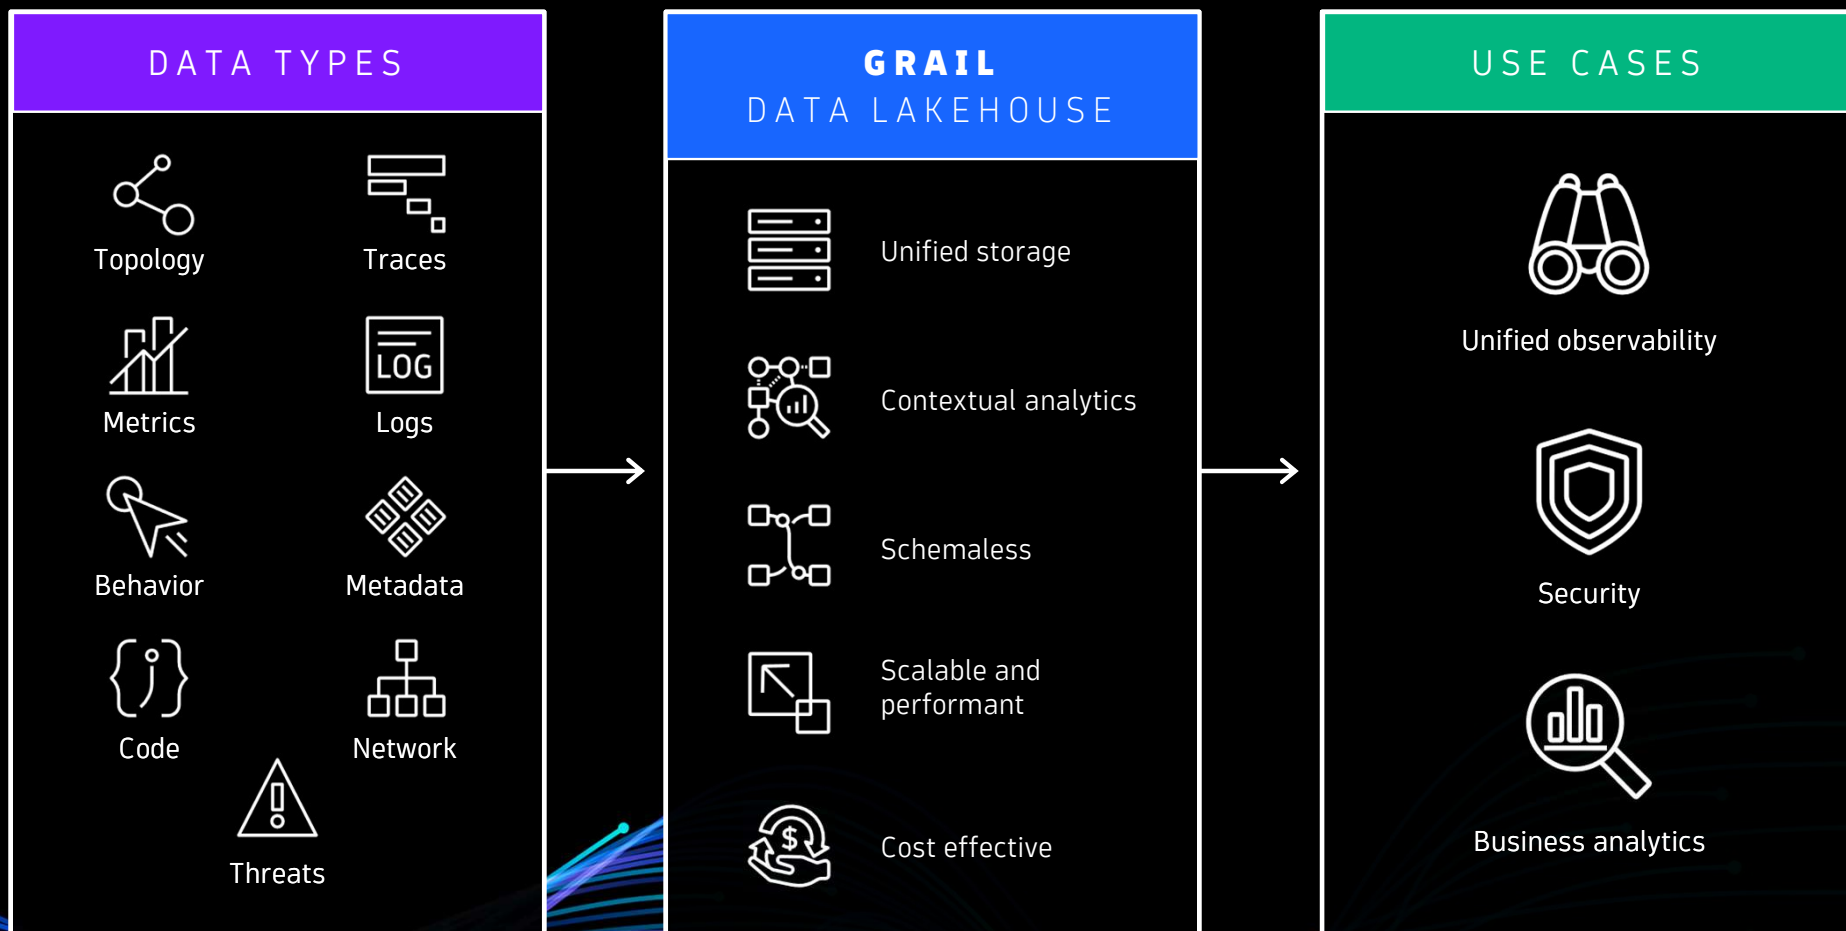 DATA TYPES
Topology
Traces
Metrics
LOG
Logs
Behavior
Metadata
Code
Network
Threats
GRAIL
DATA LAKEHOUSE
Unified storage
Contextual analytics
Schemaless
Scalable and
performant
$
Cost effective
USE CASES
Unified observability
Security
Business analytics